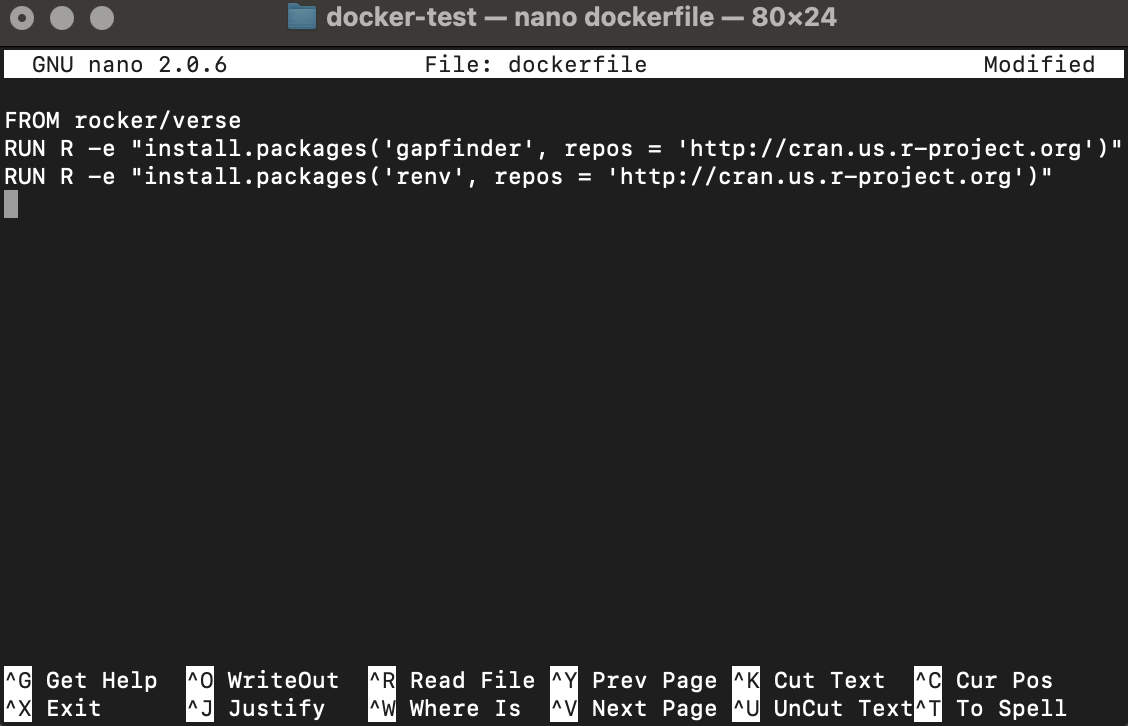 docker-test — nano dockerfile — 80×24
GNU nano 2.0.6 File: dockerfile Modified
FROM rocker/verse
RUN R -e "install.packages('gapfinder', repos = 'http://cran.us.r-project.org')"
RUN R -e "install.packages('renv', repos = 'http://cran.us.r-project.org')"
^G Get Help ^O WriteOut ^R Read File ^Y Prev Page ^K Cut Text ^C Cur Pos
^X Exit ^J Justify ^W Where Is ^V Next Page ^U UnCut Text ^T To Spell